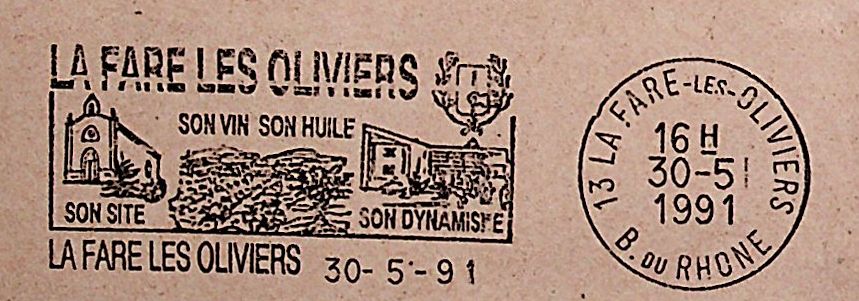 LA FARE LES OLIVIERS
SON VIN SON HUILE
SON SITE
SON DYNAMISME
LA FARE LES OLIVIERS 30-5-91
13 LA FARE-LES-OLIVIERS
16 H
30-5
1991
B. DU RHONE